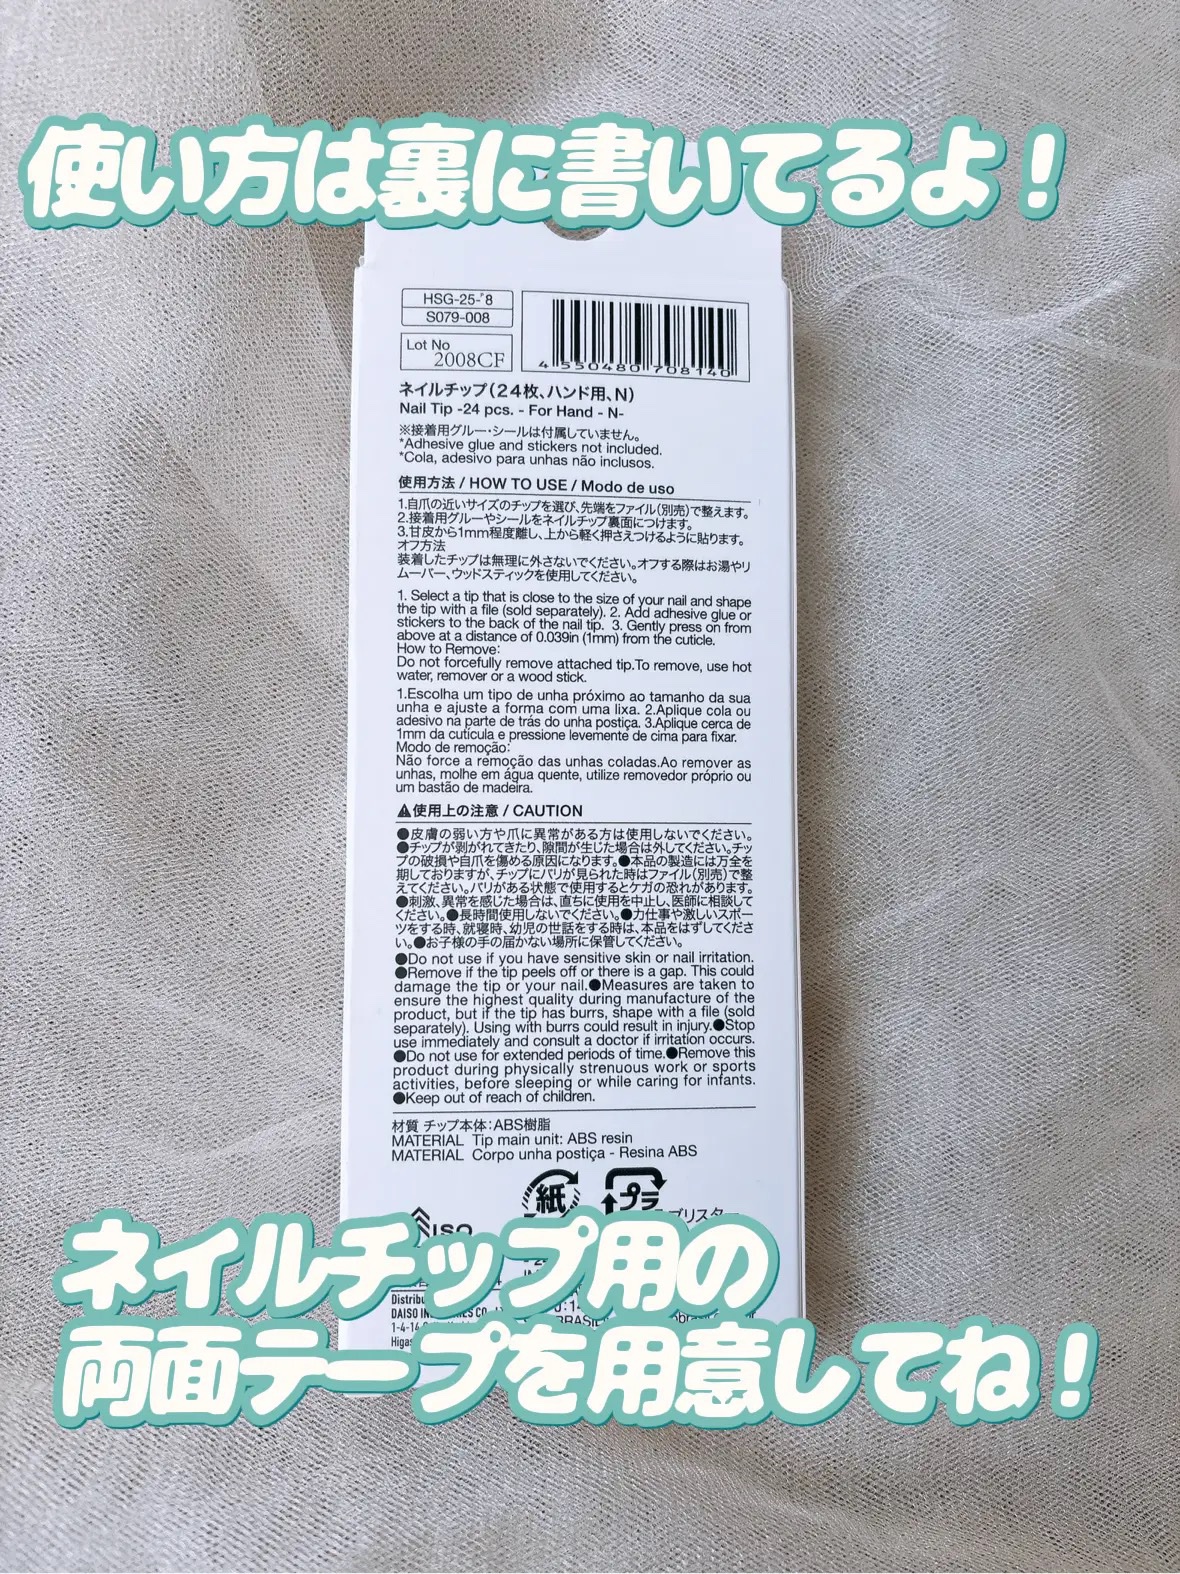 使い方は裏に書いてるよ！
HSG-25-
S079-008
Lot No
2008CF
4 550480 708140
ネイルチップ（24枚、ハンド用、N）
Nail Tip -24 pcs. - For Hand - N-
※接着用グルー・シールは付属していません。
*Adhesive glue and stickers not included.
*Cola, adesivo para unhas não inclusos.
使用方法 / HOW TO USE / Modo de uso
1.自爪の近いサイズのチップを選び、先端をファイル（別売）で整えます。
2.接着用グルーやシールをネイルチップ裏面につけます。
3.甘皮から1mm程度離し、上から軽く押さえつけるように貼ります。
オフ方法
装着したチップは無理に外さないでください。オフする際はお湯やリ
ムーバー、ウッドスティックを使用してください。
1. Select a tip that is close to the size of your nail and shape
the tip with a file (sold separately). 2. Add adhesive glue or
stickers to the back of the nail tip. 3. Gently press on from
above at a distance of 0.039in (1mm) from the cuticle.
How to Remove:
Do not forcefully remove attached tip.To remove, use hot
water, remover or a wood stick.
1.Escolha um tipo de unha próximo ao tamanho da sua
unha e ajuste a forma com uma lixa. 2.Aplique cola ou
adesivo na parte de trás do unha postiça. 3.Aplique cerca de
1mm da cutícula e pressione levemente de cima para fixar.
Modo de remoção:
Não force a remoção das unhas coladas.Ao remover as
unhas, molhe em água quente, utilize removedor próprio ou
um bastão de madeira.
⚠使用上の注意 / CAUTION
●皮膚の弱い方や爪に異常がある方は使用しないでください。
●チップが剥がれてきたり、隙間が生じた場合は外してください。チッ
プの破損や自爪を傷める原因になります。●本品の製造には万全を
期しておりますが、チップにバリが見られた時はファイル（別売）で整
えてください。バリがある状態で使用するとケガの恐れがあります。
●刺激、異常を感じた場合は、直ちに使用を中止し、医師に相談して
ください。●長時間使用しないでください。●力仕事や激しいスポー
ツをする時、就寝時、幼児の世話をする時は、本品をはずしてくださ
い。●お子様の手の届かない場所に保管してください。
●Do not use if you have sensitive skin or nail irritation.
●Remove if the tip peels off or there is a gap. This could
damage the tip or your nail.●Measures are taken to
ensure the highest quality during manufacture of the
product, but if the tip has burrs, shape with a file (sold
separately). Using with burrs could result in injury.●Stop
use immediately and consult a doctor if irritation occurs.
●Do not use for extended periods of time.●Remove this
product during physically strenuous work or sports
activities, before sleeping or while caring for infants.
●Keep out of reach of children.
材質 チップ本体：ABS樹脂
MATERIAL Tip main unit: ABS resin
MATERIAL Corpo unha postiça - Resina ABS
紙 プラ
ネイルチップ用の
両面テープを用意してね！